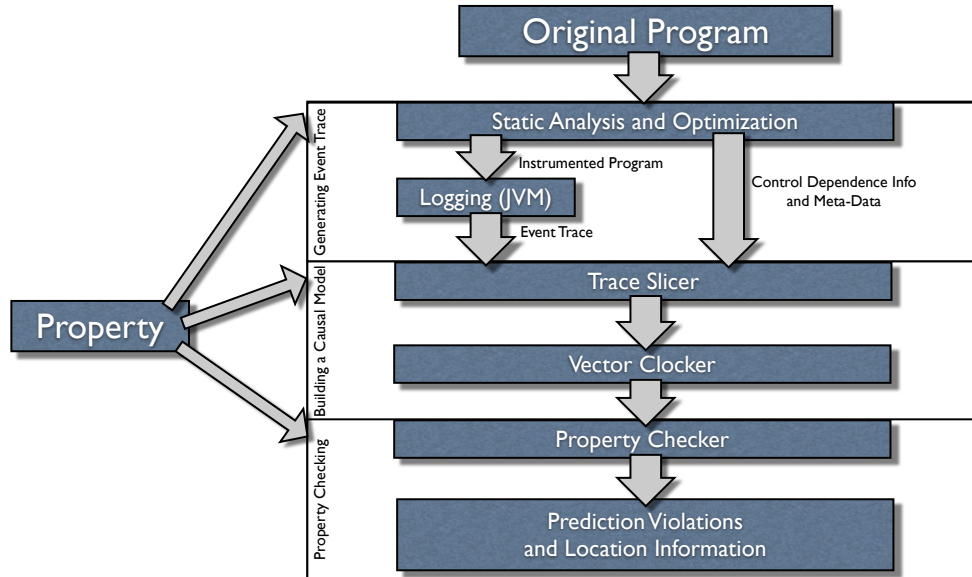 Original Program
Generating Event Trace
Static Analysis and Optimization
Instrumented Program
Control Dependence Info
and Meta-Data
Logging (JVM)
Event Trace
Property
Building a Causal Model
Trace Slicer
Vector Clocker
Property Checking
Property Checker
Prediction Violations
and Location Information